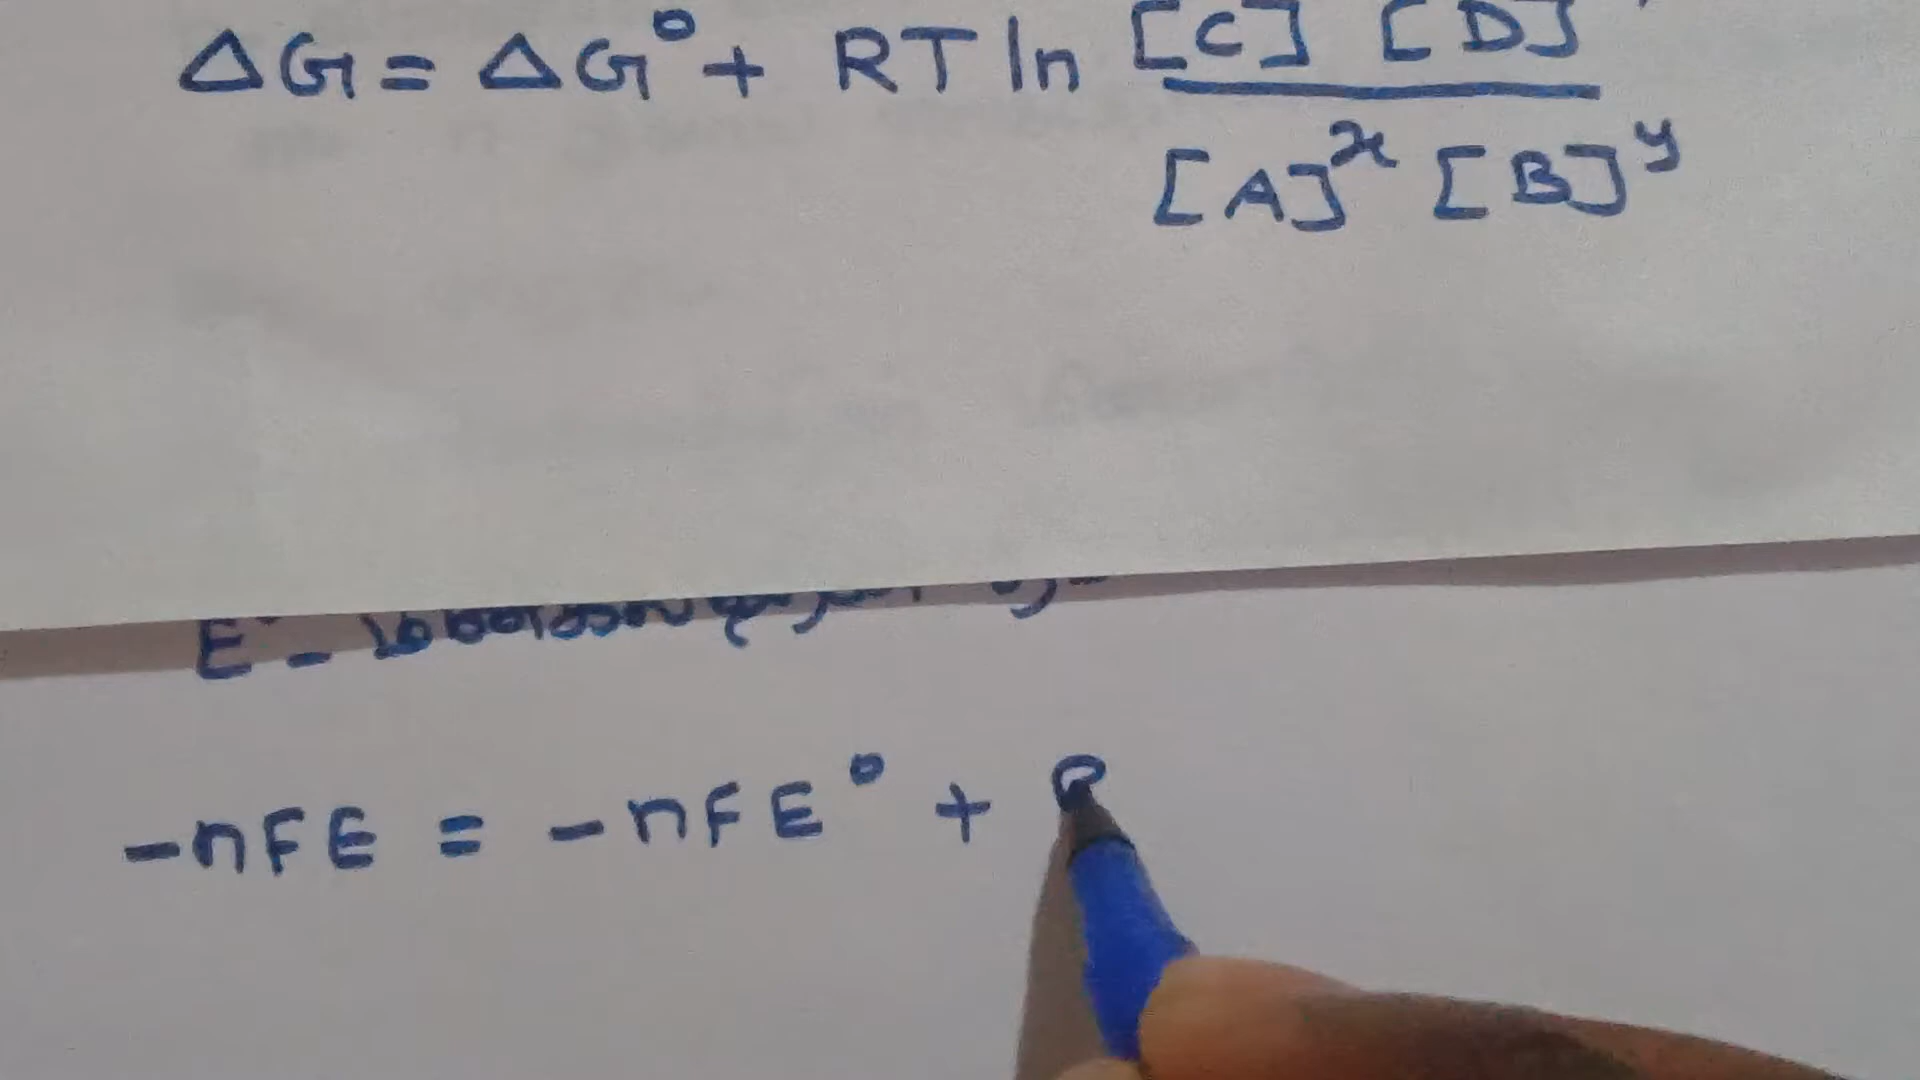 ΔG = ΔG° + RT ln [C] [D]
[A]ˣ [B]ʸ
E° -
-nFE = -nFE° + R